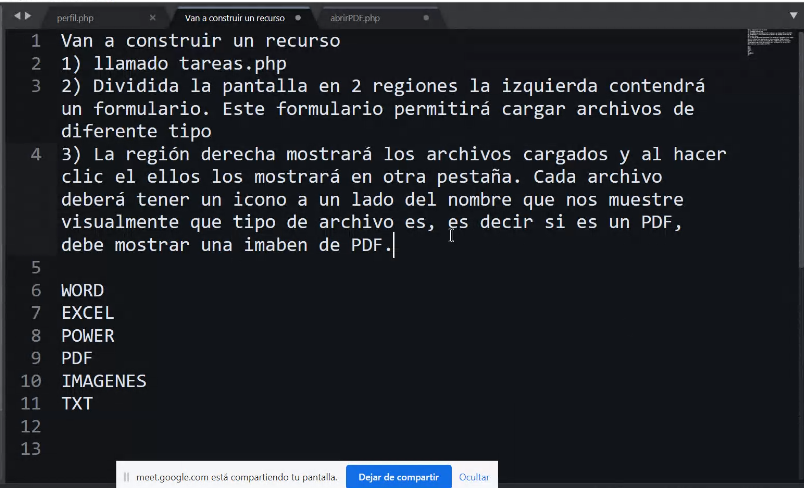 perfil.php
Van a construir un recurso
abrirPDF.php
1 Van a construir un recurso
2 1) llamado tareas.php
3 2) Dividida la pantalla en 2 regiones la izquierda contendrá
un formulario. Este formulario permitirá cargar archivos de
diferente tipo
4 3) La región derecha mostrará los archivos cargados y al hacer
clic el ellos los mostrará en otra pestaña. Cada archivo
deberá tener un icono a un lado del nombre que nos muestre
visualmente que tipo de archivo es, es decir si es un PDF,
debe mostrar una imaben de PDF.
5
6 WORD
7 EXCEL
8 POWER
9 PDF
10 IMAGENES
11 TXT
12
13
meet.google.com está compartiendo tu pantalla.
Dejar de compartir
Ocultar